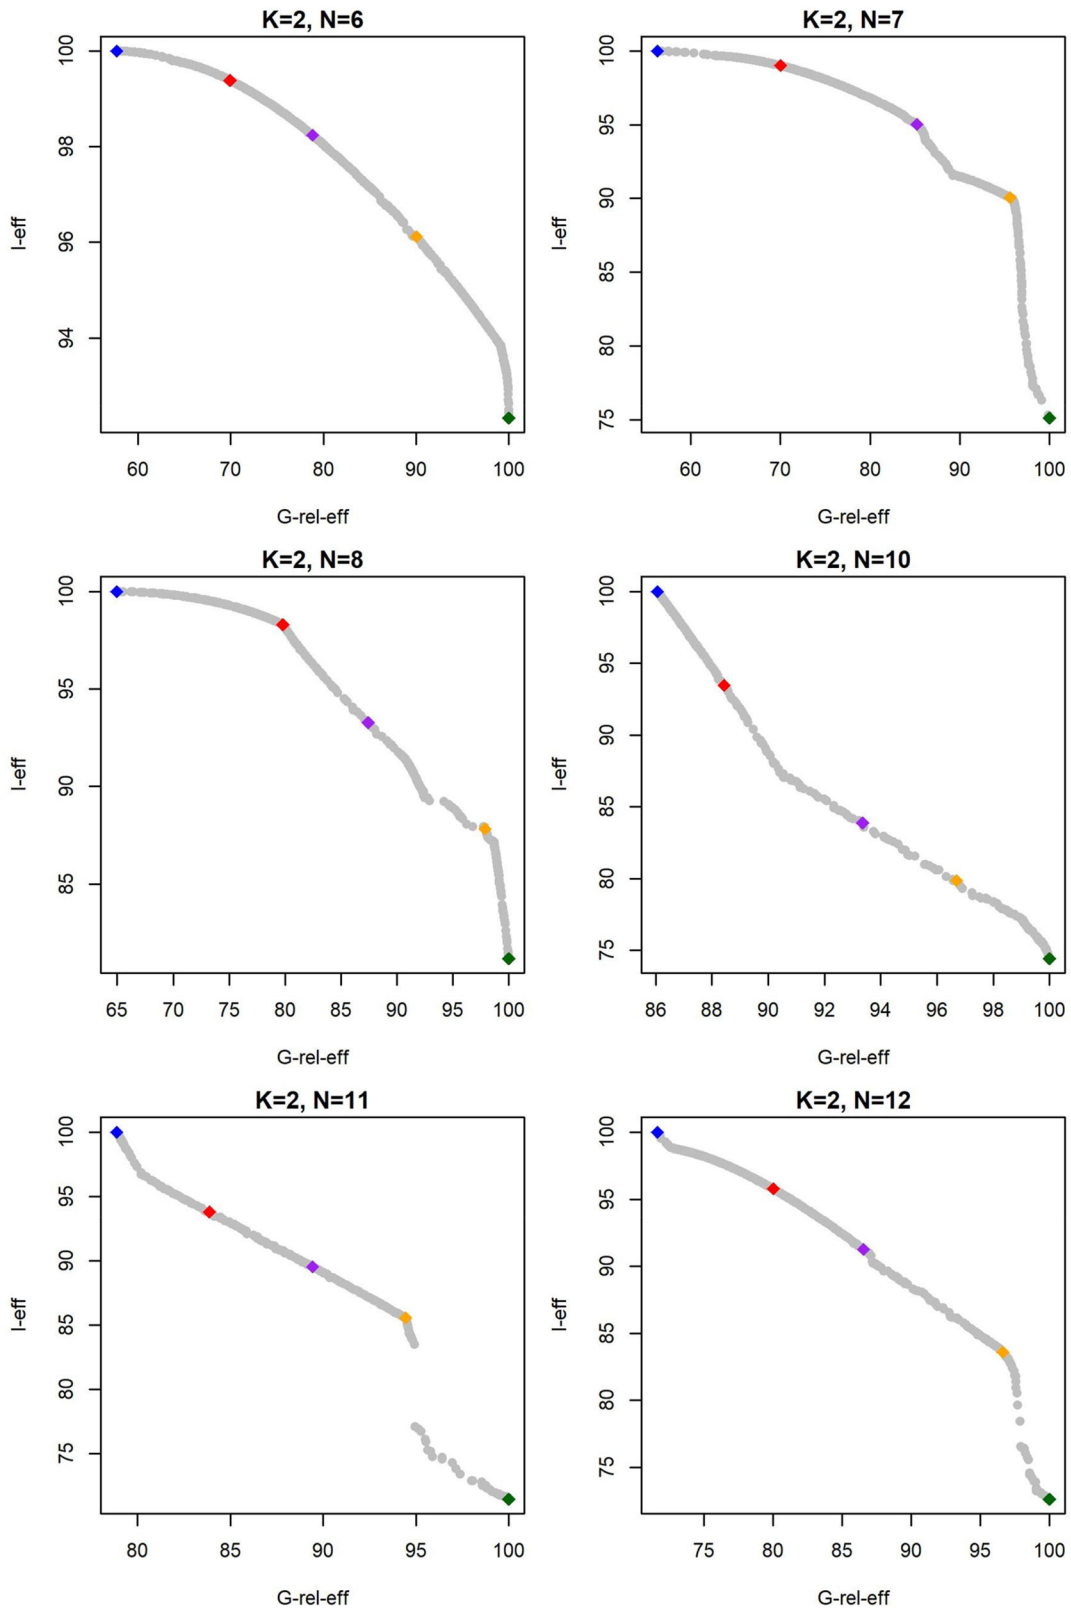 K=2, N=6
100
98
96
94
I-eff
60 70 80 90 100
G-rel-eff
K=2, N=7
100
95
90
85
80
75
I-eff
60 70 80 90 100
G-rel-eff
K=2, N=8
100
95
90
85
I-eff
65 70 75 80 85 90 95 100
G-rel-eff
K=2, N=10
100
95
90
85
80
75
I-eff
86 88 90 92 94 96 98 100
G-rel-eff
K=2, N=11
100
95
90
85
80
75
I-eff
80 85 90 95 100
G-rel-eff
K=2, N=12
100
95
90
85
80
75
I-eff
75 80 85 90 95 100
G-rel-eff